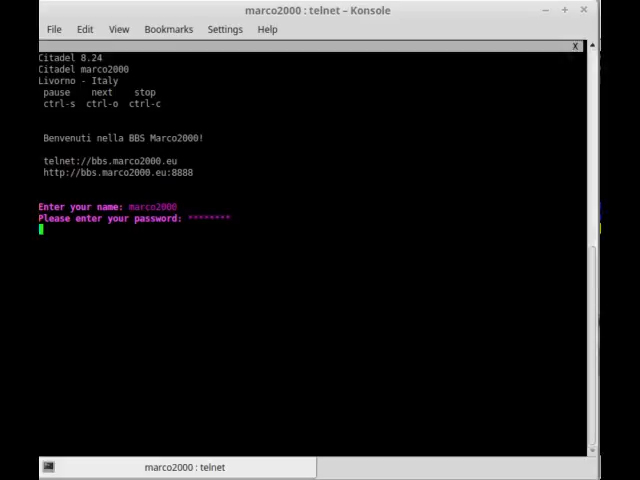 marco2000 : telnet – Konsole
File Edit View Bookmarks Settings Help
X
Citadel 8.24
Citadel marco2000
Livorno - Italy
pause next stop
ctrl-s ctrl-o ctrl-c
Benvenuti nella BBS Marco2000!
telnet://bbs.marco2000.eu
http://bbs.marco2000.eu:8888
Enter your name: marco2000
Please enter your password: ********
marco2000 : telnet